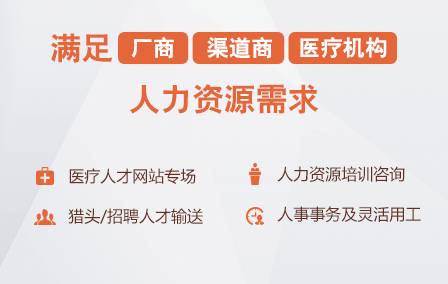 满足 厂商 渠道商 医疗机构
人力资源需求
医疗人才网站专场 人力资源培训咨询
猎头/招聘人才输送 人事事务及灵活用工